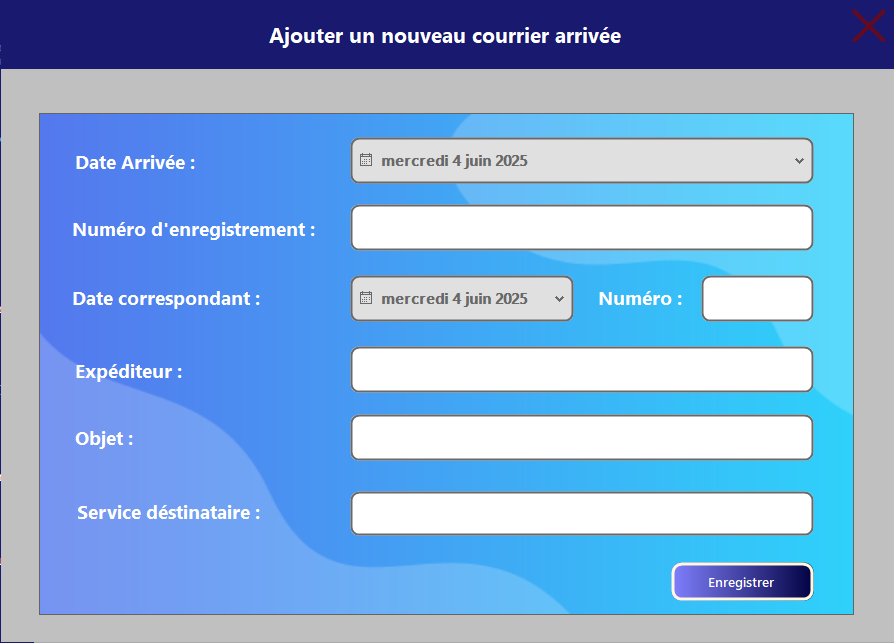 Ajouter un nouveau courrier arrivée
Date Arrivée : mercredi 4 juin 2025
Numéro d'enregistrement :
Date correspondant : mercredi 4 juin 2025 Numéro :
Expéditeur :
Objet :
Service déstinataire :
Enregistrer